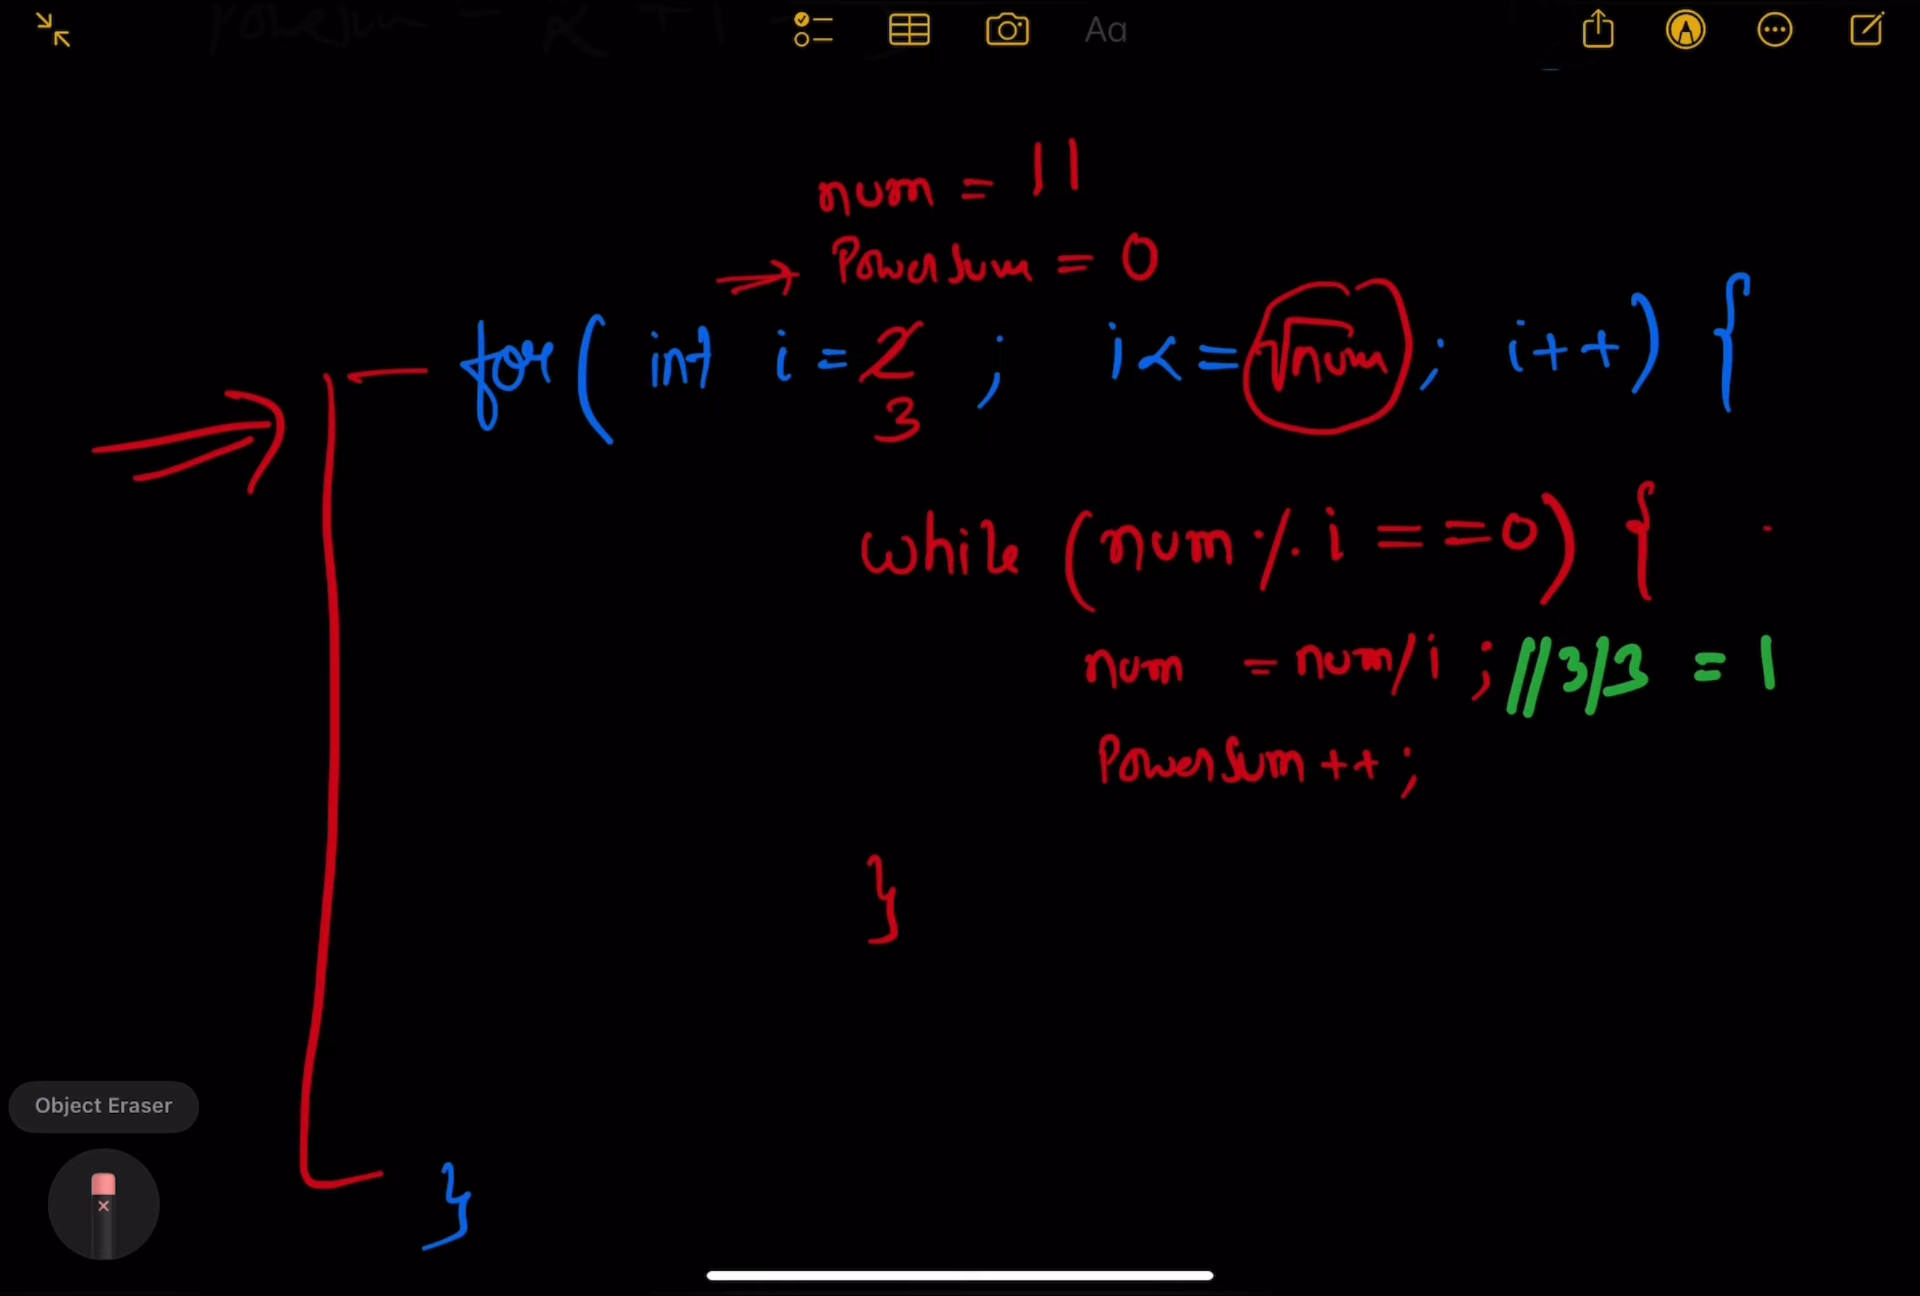 Aa
num = 11
→ Powersum = 0
for( int i = 2 ; i<= √num ; i++) {
3
while (num % i == 0) {
num = num/i ; //3/3 = 1
Powersum ++ ;
}
Object Eraser
}